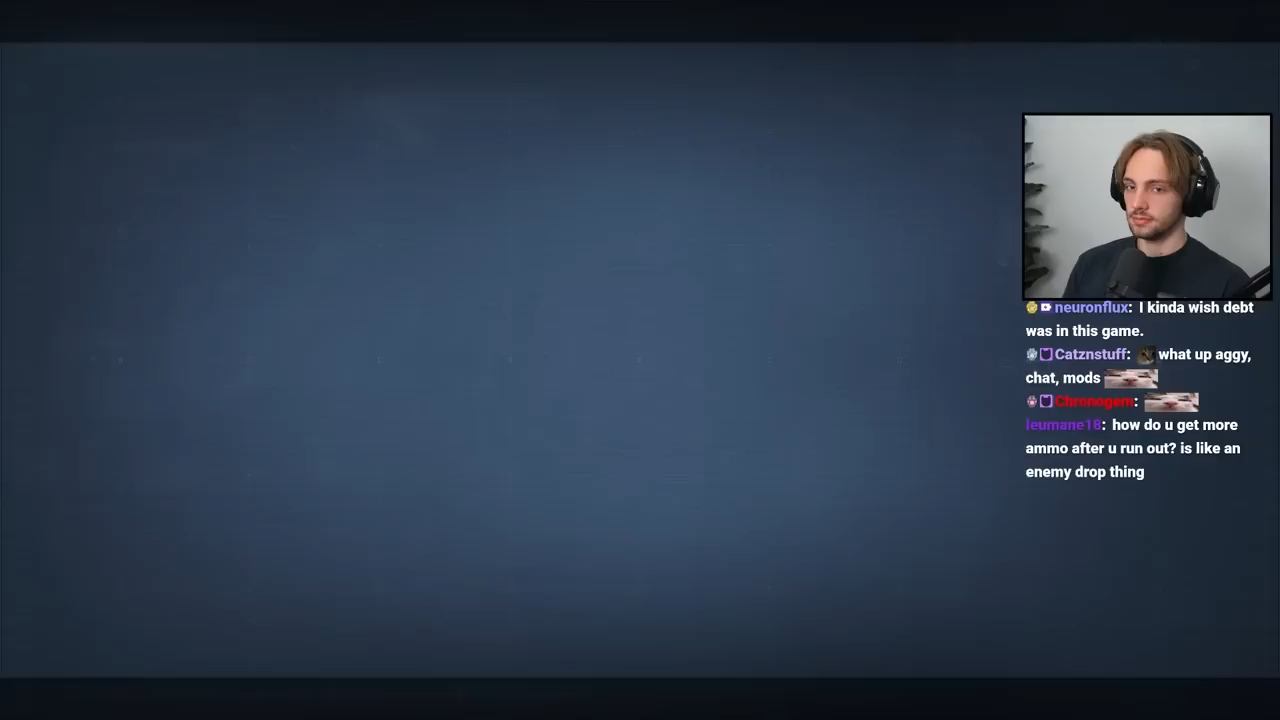 neuronflux: I kinda wish debt
was in this game.
Catznstuff: what up aggy,
chat, mods
Chronogem:
leumane18: how do u get more
ammo after u run out? is like an
enemy drop thing